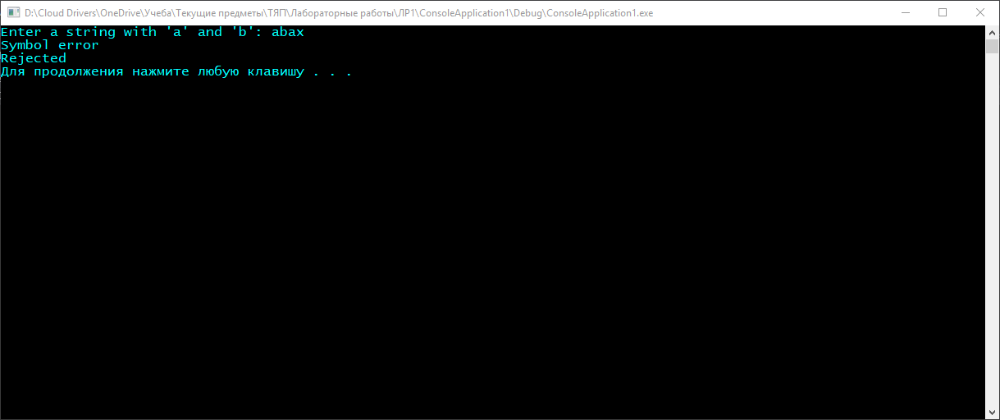 D:\Cloud Drivers\OneDrive\Учеба\Текущие предметы\ТЯП\Лабораторные работы\ЛР1\ConsoleApplication1\Debug\ConsoleApplication1.exe
Enter a string with 'a' and 'b': abax
Symbol error
Rejected
Для продолжения нажмите любую клавишу . . .